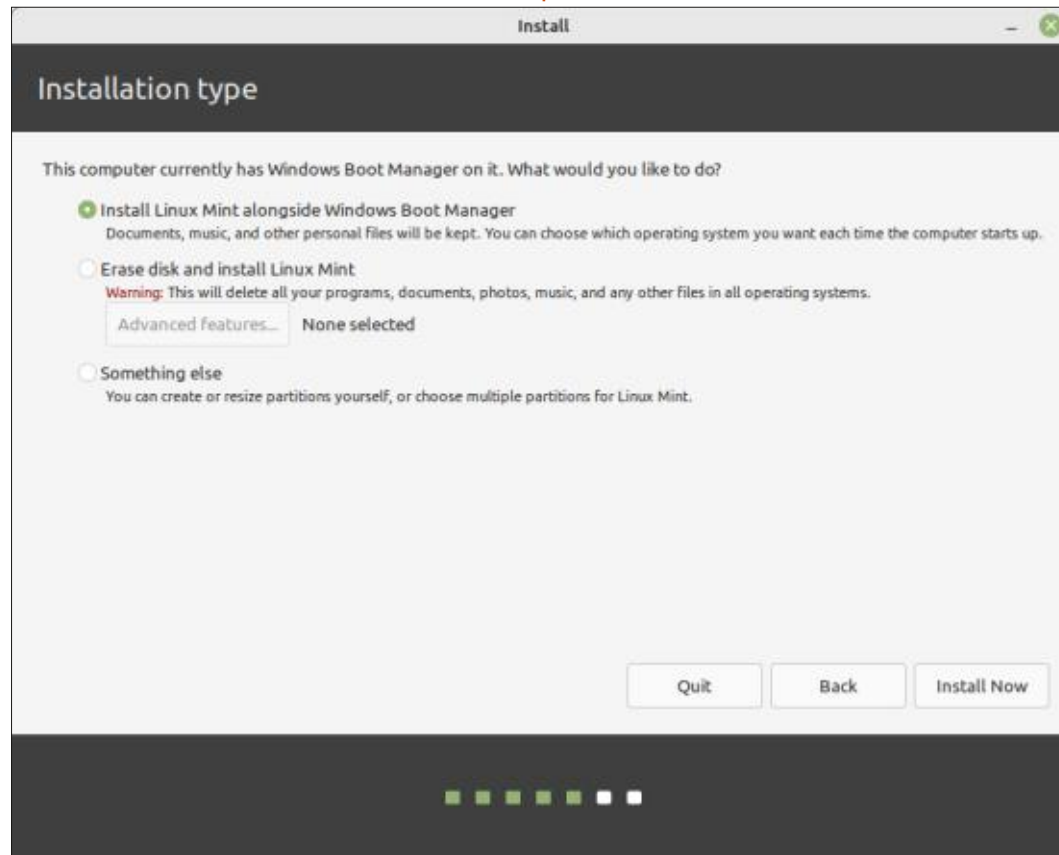 Install
Installation type
This computer currently has Windows Boot Manager on it. What would you like to do?
Install Linux Mint alongside Windows Boot Manager
Documents, music, and other personal files will be kept. You can choose which operating system you want each time the computer starts up.
Erase disk and install Linux Mint
Warning: This will delete all your programs, documents, photos, music, and any other files in all operating systems.
Advanced features... None selected
Something else
You can create or resize partitions yourself, or choose multiple partitions for Linux Mint.
Quit Back Install Now